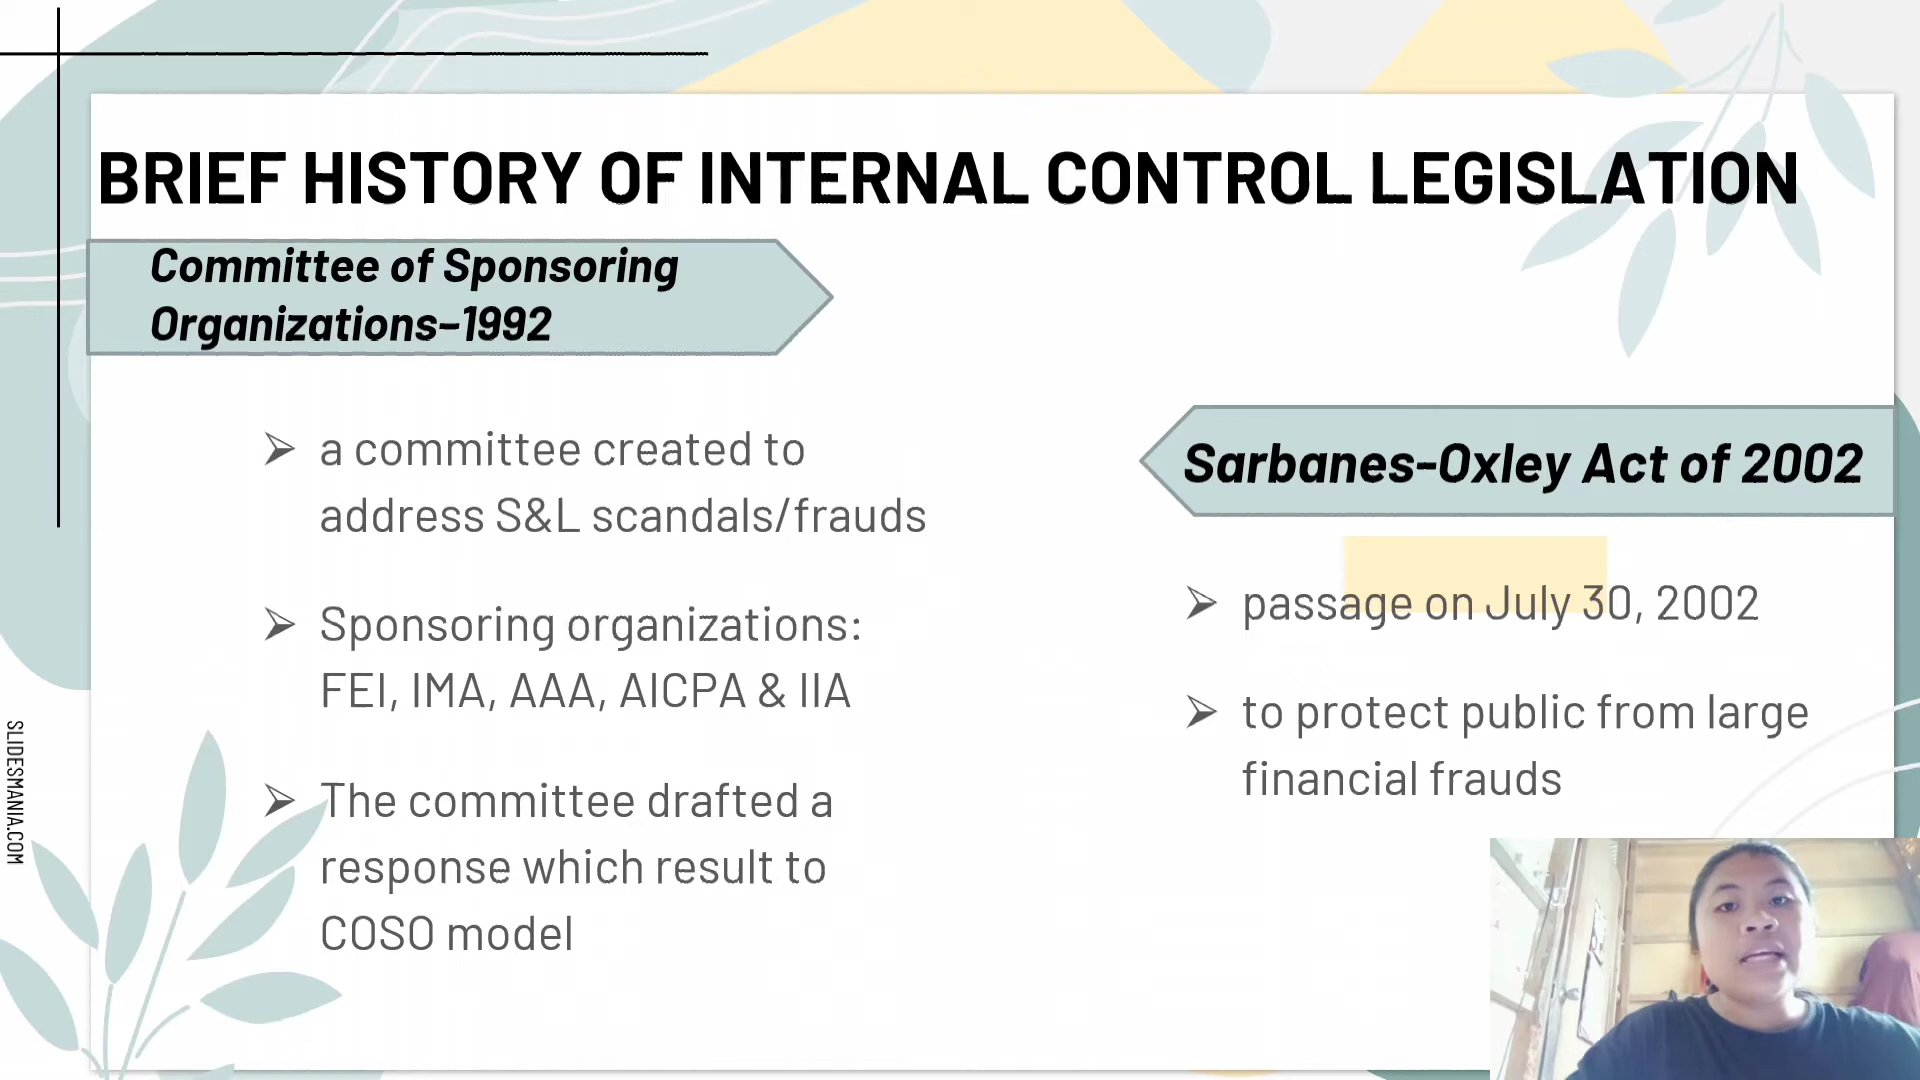 BRIEF HISTORY OF INTERNAL CONTROL LEGISLATION
Committee of Sponsoring
Organizations–1992
➢ a committee created to
address S&L scandals/frauds
➢ Sponsoring organizations:
FEI, IMA, AAA, AICPA & IIA
➢ The committee drafted a
response which result to
COSO model
Sarbanes-Oxley Act of 2002
➢ passage on July 30, 2002
➢ to protect public from large
financial frauds
SLIDESMANIA.COM